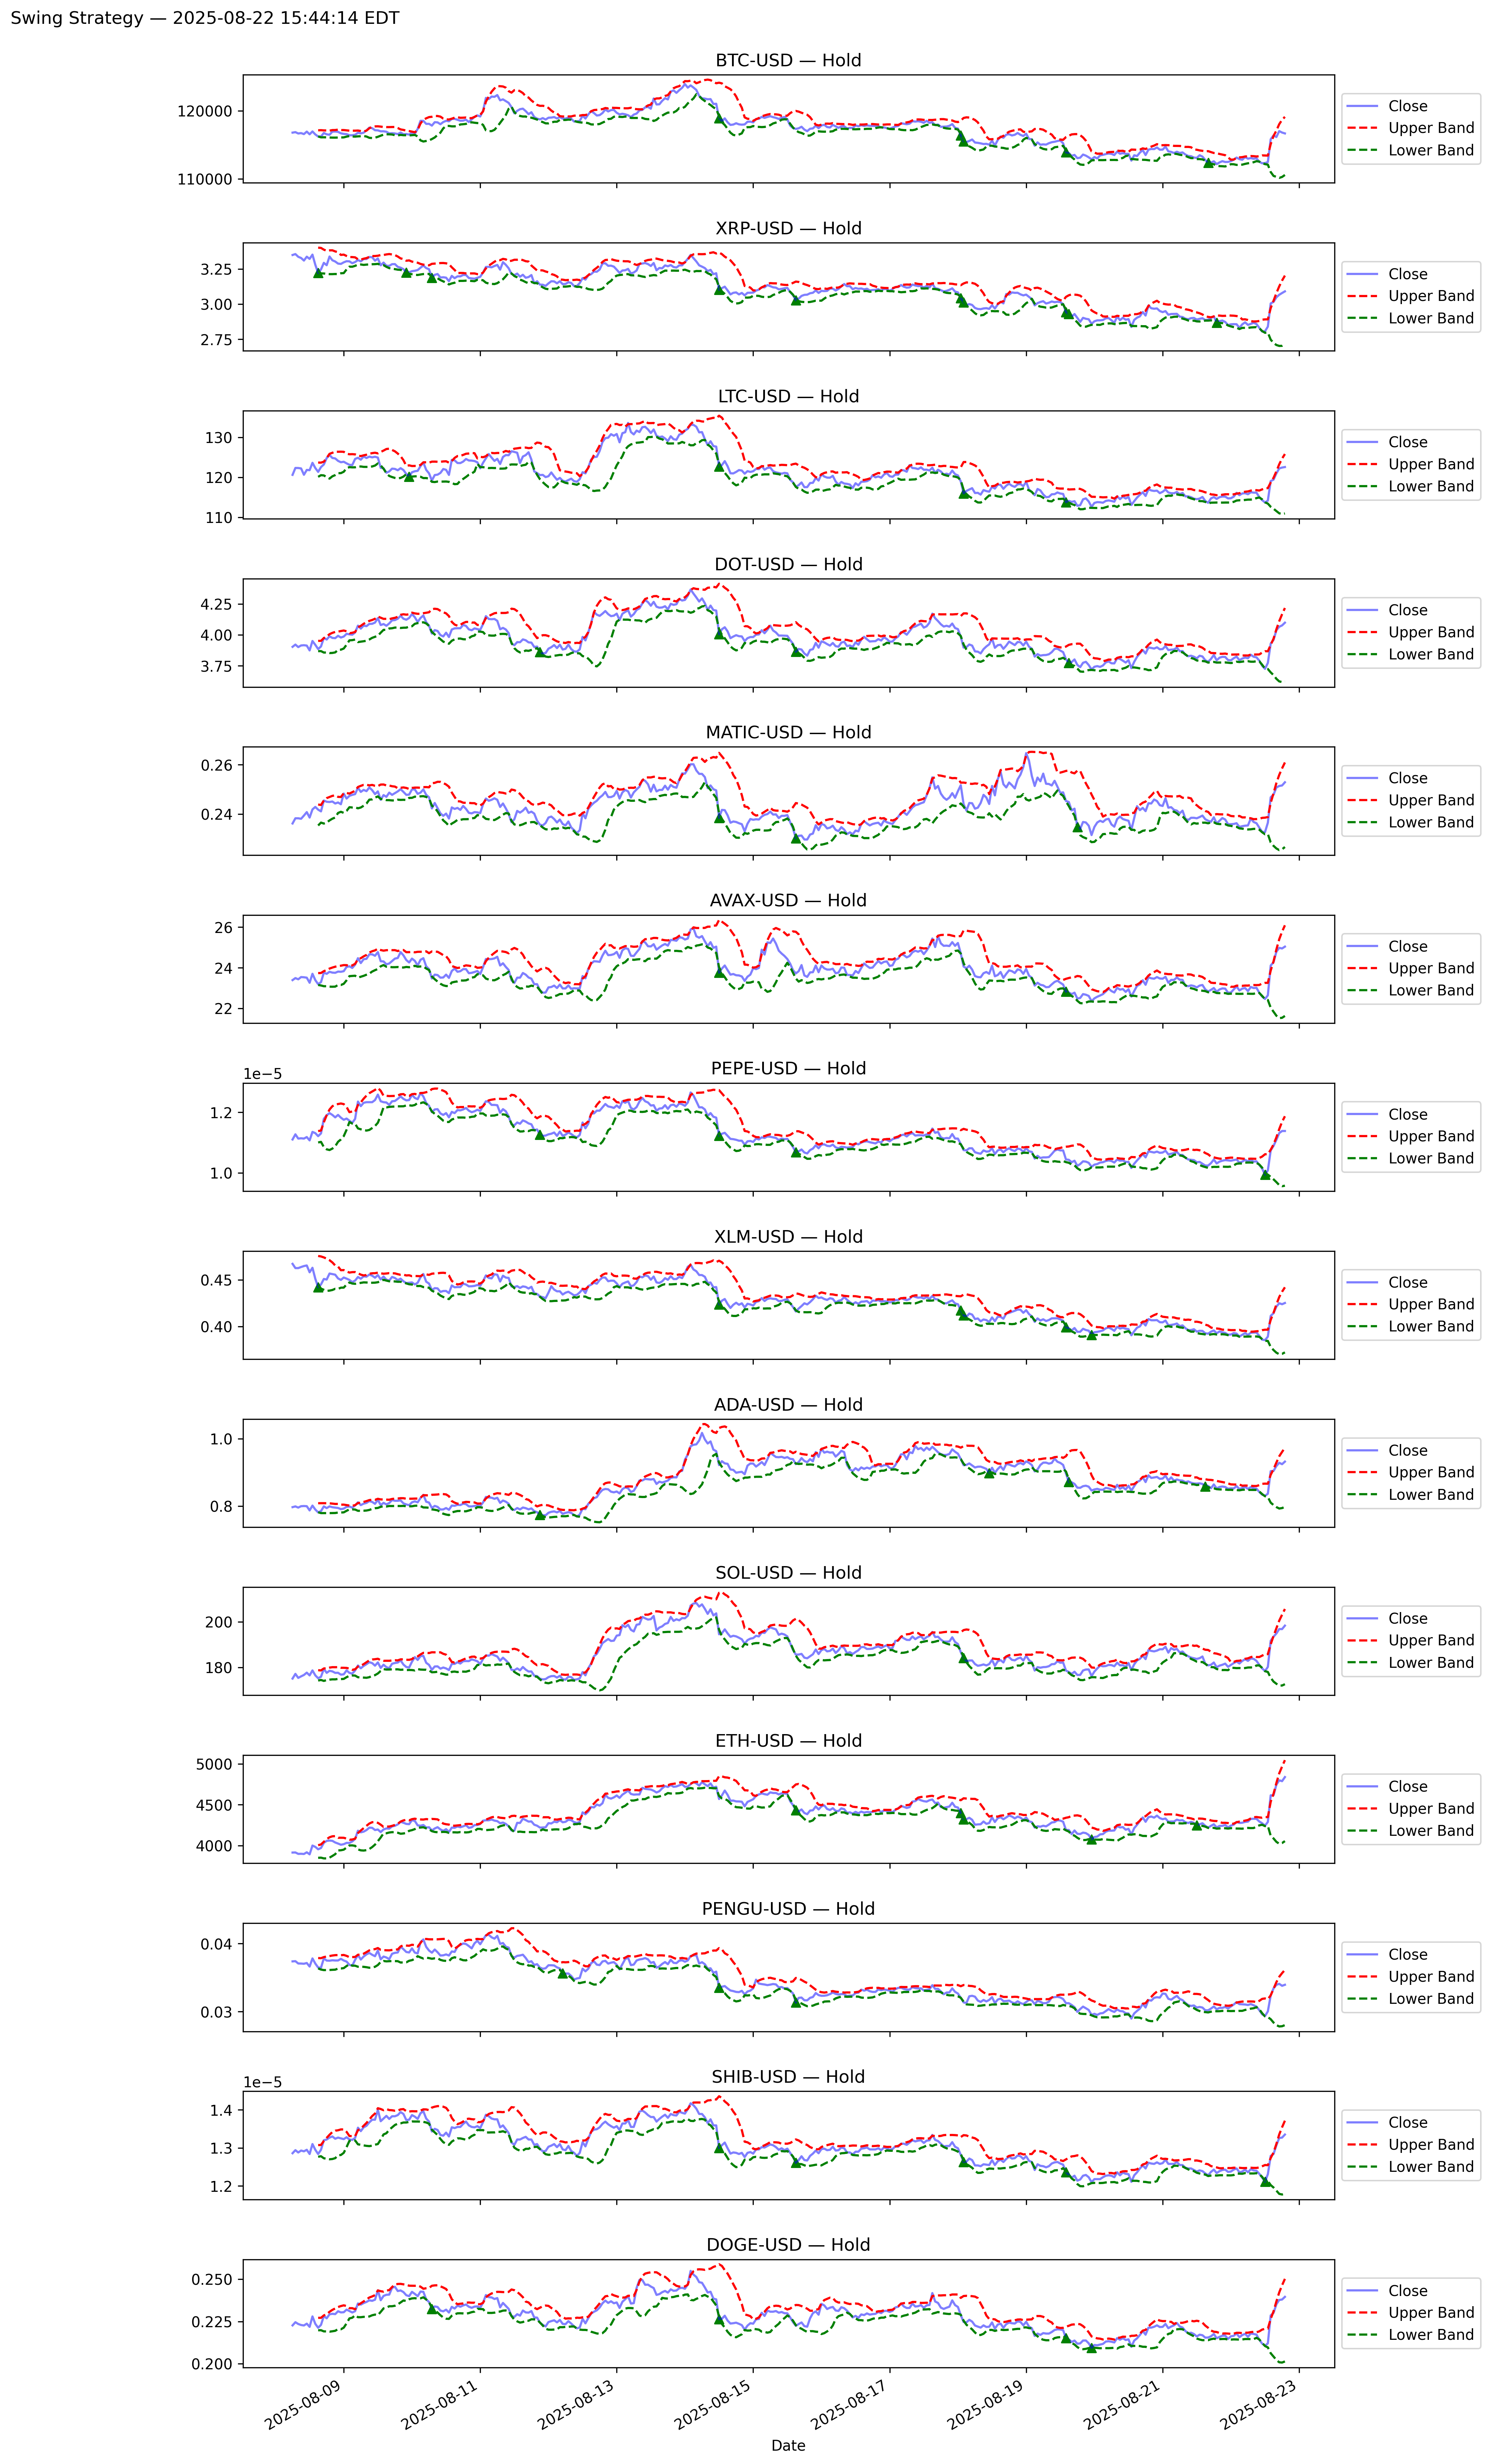 Swing Strategy — 2025-08-22 15:44:14 EDT
BTC-USD — Hold
120000
110000
Close
Upper Band
Lower Band
XRP-USD — Hold
3.25
3.00
2.75
Close
Upper Band
Lower Band
LTC-USD — Hold
130
120
110
Close
Upper Band
Lower Band
DOT-USD — Hold
4.25
4.00
3.75
Close
Upper Band
Lower Band
MATIC-USD — Hold
0.26
0.24
Close
Upper Band
Lower Band
AVAX-USD — Hold
26
24
22
Close
Upper Band
Lower Band
PEPE-USD — Hold
1e−5
1.2
1.0
Close
Upper Band
Lower Band
XLM-USD — Hold
0.45
0.40
Close
Upper Band
Lower Band
ADA-USD — Hold
1.0
0.8
Close
Upper Band
Lower Band
SOL-USD — Hold
200
180
Close
Upper Band
Lower Band
ETH-USD — Hold
5000
4500
4000
Close
Upper Band
Lower Band
PENGU-USD — Hold
0.04
0.03
Close
Upper Band
Lower Band
SHIB-USD — Hold
1e−5
1.4
1.3
1.2
Close
Upper Band
Lower Band
DOGE-USD — Hold
0.250
0.225
0.200
Close
Upper Band
Lower Band
2025-08-09
2025-08-11
2025-08-13
2025-08-15
2025-08-17
2025-08-19
2025-08-21
2025-08-23
Date